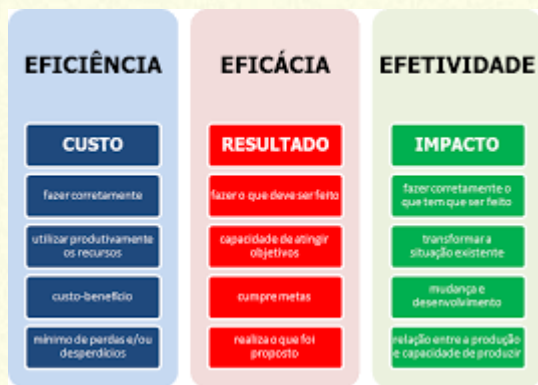 EFICIÊNCIA
CUSTO
fazer corretamente
utilizar produtivamente
os recursos
custo-benefício
mínimo de perdas e/ou
desperdícios
EFICÁCIA
RESULTADO
fazer o que deve ser feito
capacidade de atingir
objetivos
cumpre metas
realiza o que foi
proposto
EFETIVIDADE
IMPACTO
fazer corretamente o
que tem que ser feito
transformar a
situação existente
mudança e
desenvolvimento
relação entre a produção
e capacidade de produzir